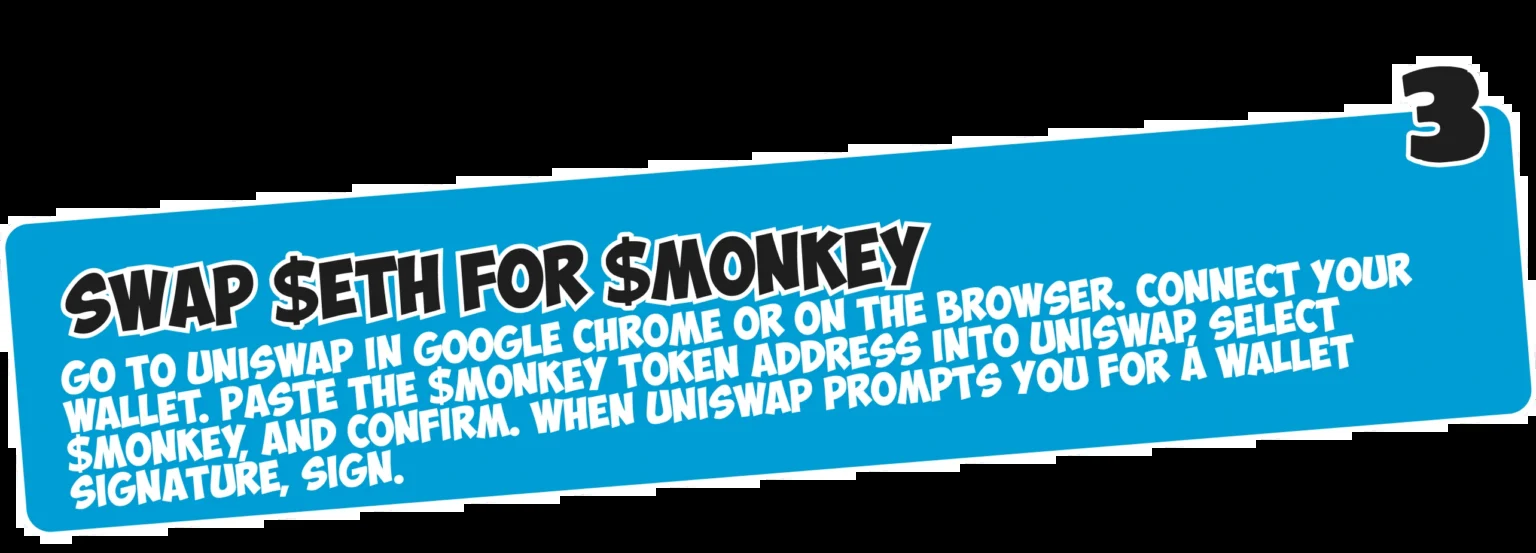 3
SWAP $ETH FOR $MONKEY
GO TO UNISWAP IN GOOGLE CHROME OR ON THE BROWSER. CONNECT YOUR
WALLET. PASTE THE $MONKEY TOKEN ADDRESS INTO UNISWAP, SELECT
$MONKEY, AND CONFIRM. WHEN UNISWAP PROMPTS YOU FOR A WALLET
SIGNATURE, SIGN.